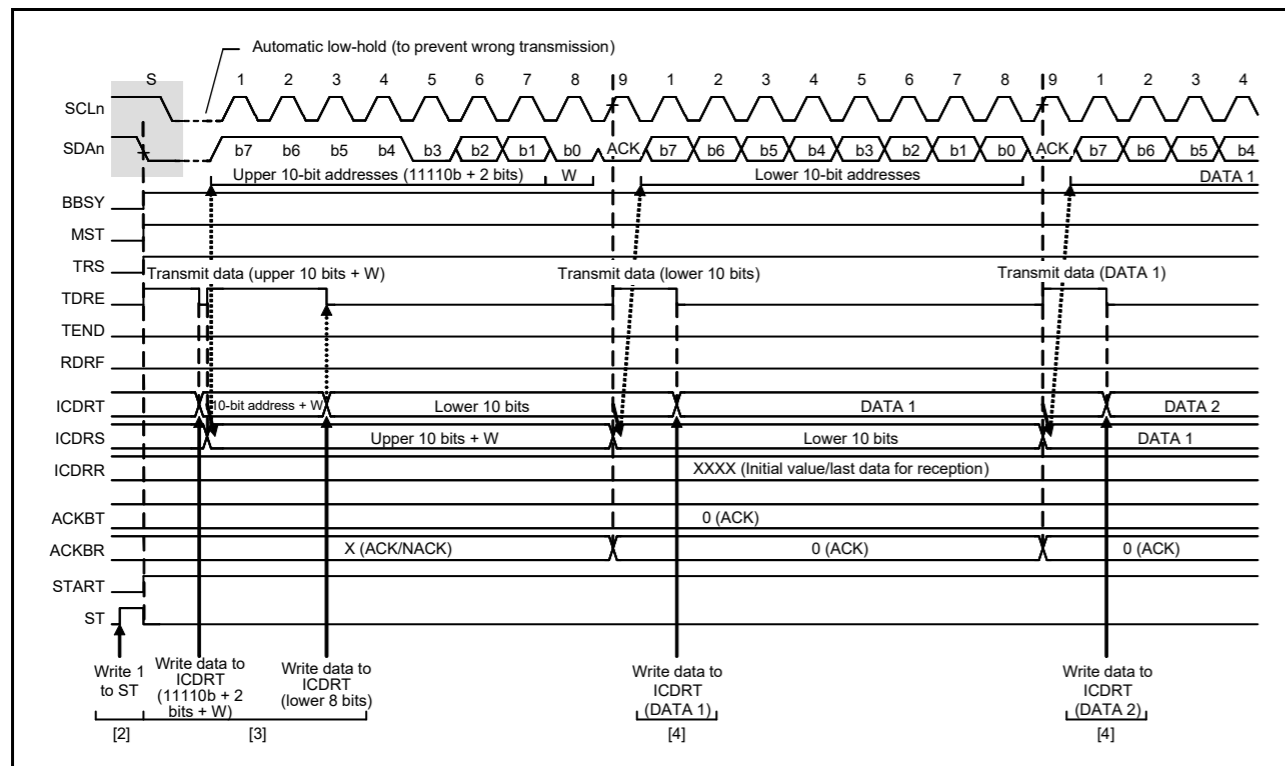 Automatic low-hold (to prevent wrong transmission)
S 1 2 3 4 5 6 7 8 9 1 2 3 4 5 6 7 8 9 1 2 3 4
SCLn
SDAn b7 b6 b5 b4 b3 b2 b1 b0 ACK b7 b6 b5 b4 b3 b2 b1 b0 ACK b7 b6 b5 b4
Upper 10-bit addresses (11110b + 2 bits) W Lower 10-bit addresses DATA 1
BBSY
MST
TRS
Transmit data (upper 10 bits + W) Transmit data (lower 10 bits) Transmit data (DATA 1)
TDRE
TEND
RDRF
ICDRT 10-bit address + W Lower 10 bits DATA 1 DATA 2
ICDRS Upper 10 bits + W Lower 10 bits DATA 1
ICDRR XXXX (Initial value/last data for reception)
ACKBT 0 (ACK)
ACKBR X (ACK/NACK) 0 (ACK) 0 (ACK)
START
ST
Write 1
to ST
Write data to
ICDRT
(11110b + 2
bits + W)
Write data to
ICDRT
(lower 8 bits)
Write data to
ICDRT
(DATA 1)
Write data to
ICDRT
(DATA 2)
[2] [3] [4] [4]